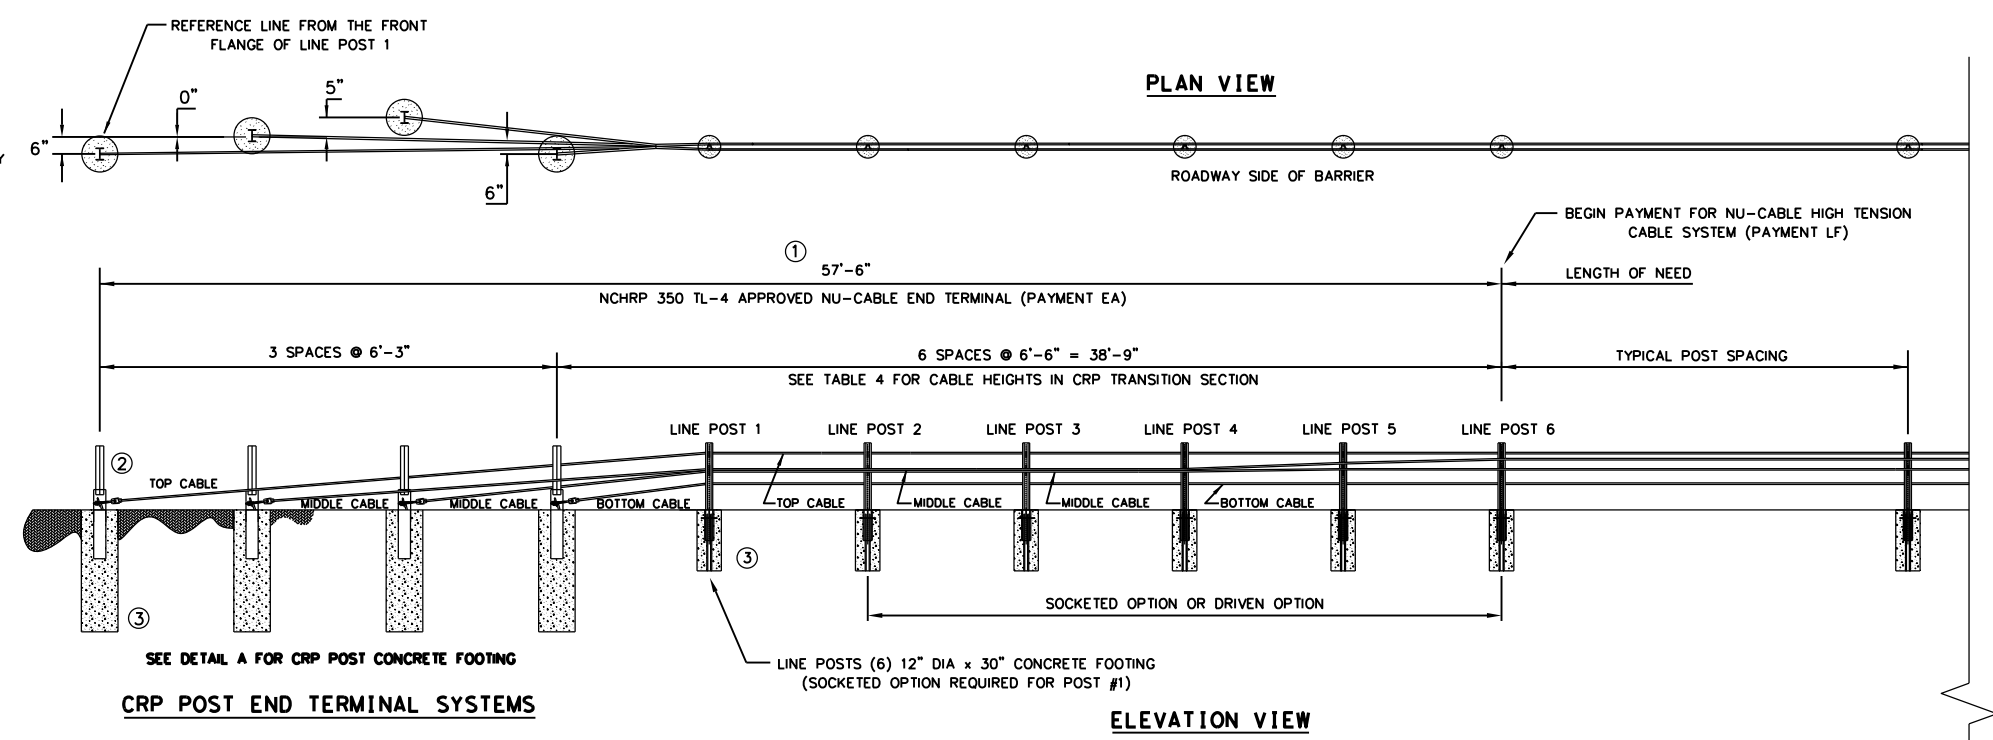 REFERENCE LINE FROM THE FRONT
FLANGE OF LINE POST 1
PLAN VIEW
5"
0"
6"
Y
6"
ROADWAY SIDE OF BARRIER
BEGIN PAYMENT FOR NU-CABLE HIGH TENSION
CABLE SYSTEM (PAYMENT LF)
1
57'-6"
LENGTH OF NEED
NCHRP 350 TL-4 APPROVED NU-CABLE END TERMINAL (PAYMENT EA)
3 SPACES @ 6'-3"
6 SPACES @ 6'-6" = 38'-9"
TYPICAL POST SPACING
SEE TABLE 4 FOR CABLE HEIGHTS IN CRP TRANSITION SECTION
LINE POST 1
LINE POST 2
LINE POST 3
LINE POST 4
LINE POST 5
LINE POST 6
2
TOP CABLE
MIDDLE CABLE
MIDDLE CABLE
BOTTOM CABLE
TOP CABLE
MIDDLE CABLE
MIDDLE CABLE
BOTTOM CABLE
3
3
SOCKETED OPTION OR DRIVEN OPTION
SEE DETAIL A FOR CRP POST CONCRETE FOOTING
LINE POSTS (6) 12" DIA x 30" CONCRETE FOOTING
(SOCKETED OPTION REQUIRED FOR POST #1)
CRP POST END TERMINAL SYSTEMS
ELEVATION VIEW